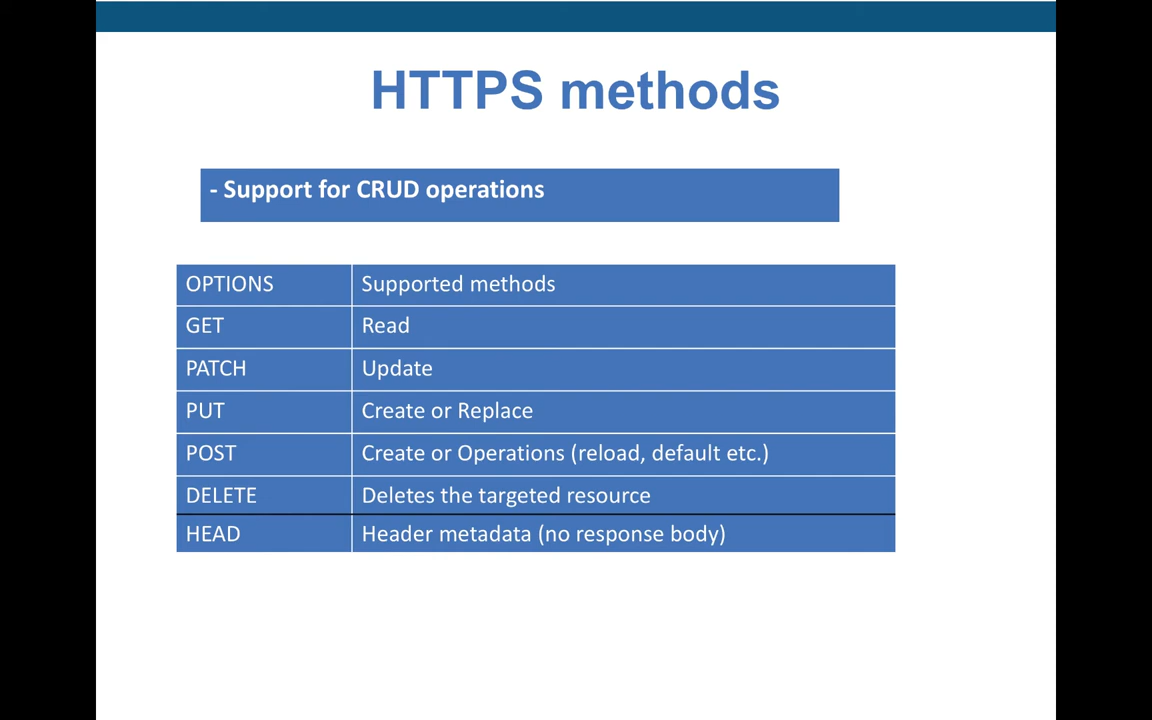 HTTPS methods
- Support for CRUD operations
OPTIONS Supported methods
GET Read
PATCH Update
PUT Create or Replace
POST Create or Operations (reload, default etc.)
DELETE Deletes the targeted resource
HEAD Header metadata (no response body)